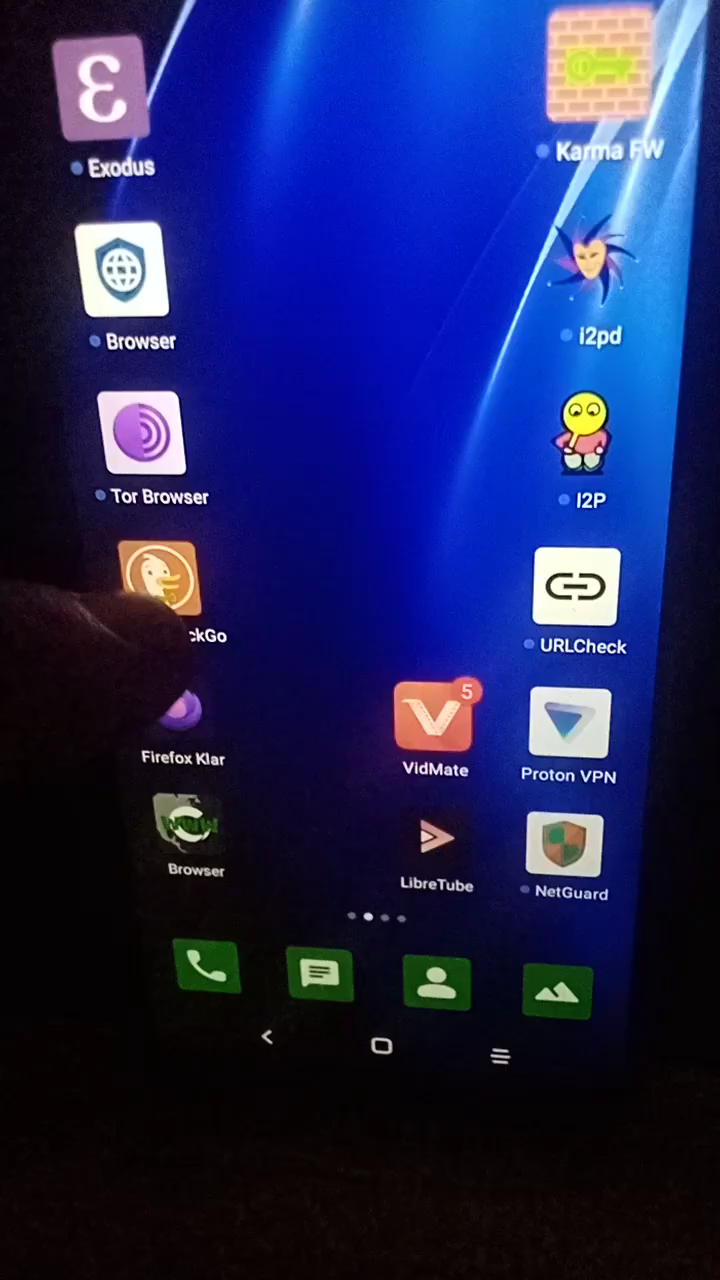 ε
Exodus
Karma FW
Browser
i2pd
Tor Browser
I2P
ckGo
URLCheck
5
Firefox Klar
VidMate
Proton VPN
www
Browser
LibreTube
NetGuard